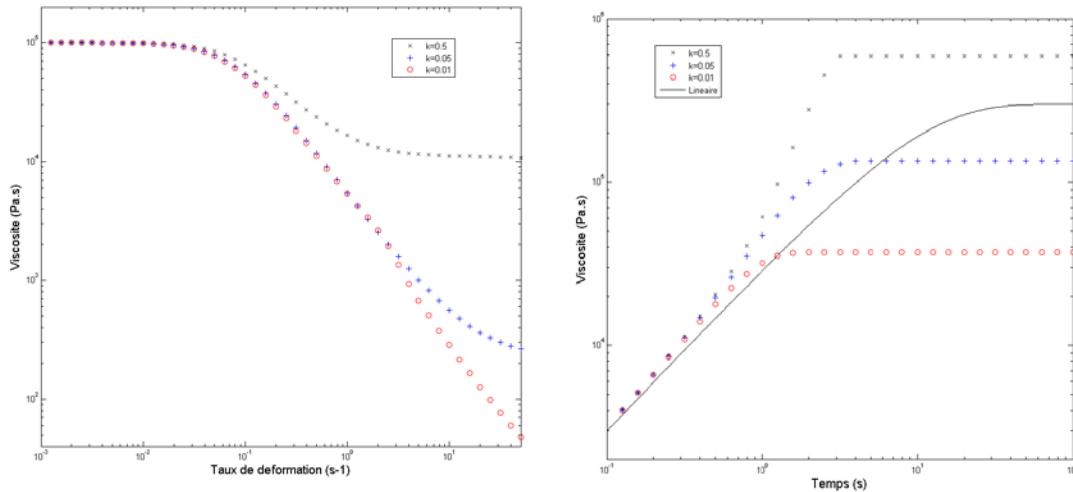 Viscosite (Pa.s)
10^5
10^4
10^3
10^2
k=0.5
k=0.05
k=0.01
10^-3
10^-2
10^-1
10^0
10^1
Taux de deformation (s-1)
Viscosite (Pa.s)
10^6
10^5
10^4
k=0.5
k=0.05
k=0.01
Lineaire
10^-1
10^0
10^1
Temps (s)